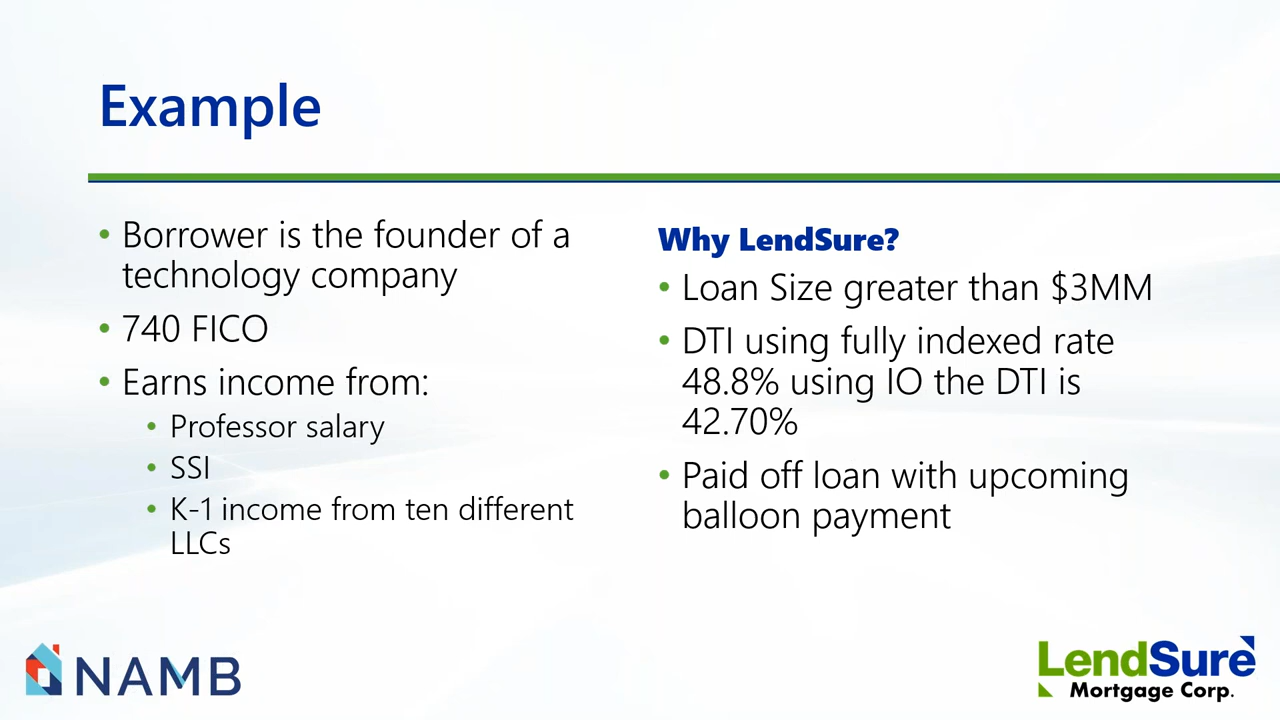 Example
• Borrower is the founder of a
technology company
• 740 FICO
• Earns income from:
• Professor salary
• SSI
• K-1 income from ten different
LLCs
Why LendSure?
• Loan Size greater than $3MM
• DTI using fully indexed rate
48.8% using IO the DTI is
42.70%
• Paid off loan with upcoming
balloon payment
NAMB
LendSure
Mortgage Corp.